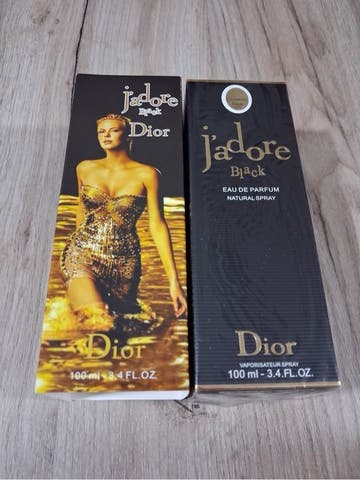 j'adore
Black
Dior
Dior
100 ml - 3.4 FL.OZ.
j'adore
Black
EAU DE PARFUM
NATURAL SPRAY
Dior
VAPORISATEUR SPRAY
100 ml - 3.4 FL.OZ.